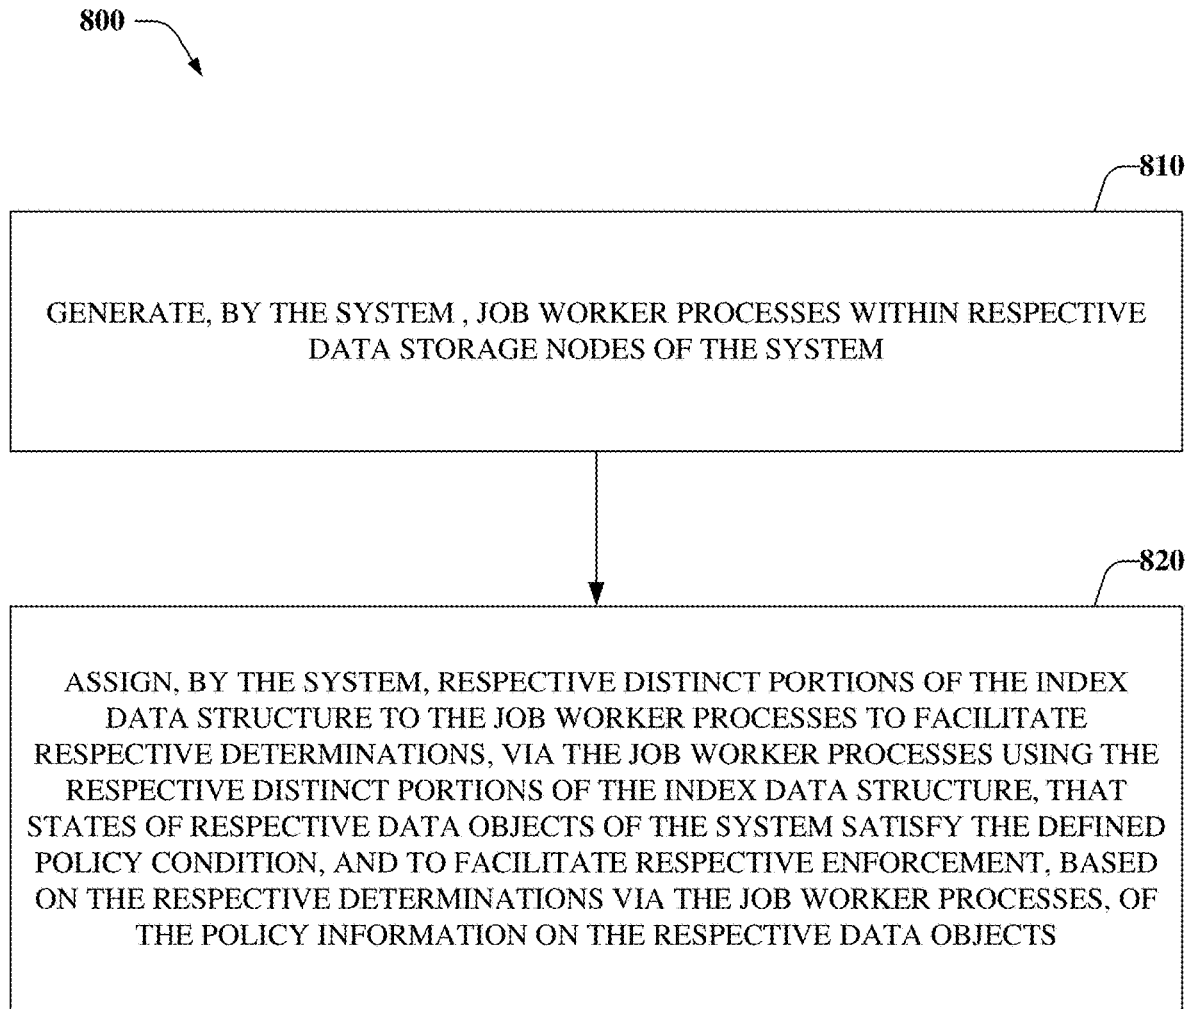 800
810
GENERATE, BY THE SYSTEM , JOB WORKER PROCESSES WITHIN RESPECTIVE
DATA STORAGE NODES OF THE SYSTEM
820
ASSIGN, BY THE SYSTEM, RESPECTIVE DISTINCT PORTIONS OF THE INDEX
DATA STRUCTURE TO THE JOB WORKER PROCESSES TO FACILITATE
RESPECTIVE DETERMINATIONS, VIA THE JOB WORKER PROCESSES USING THE
RESPECTIVE DISTINCT PORTIONS OF THE INDEX DATA STRUCTURE, THAT
STATES OF RESPECTIVE DATA OBJECTS OF THE SYSTEM SATISFY THE DEFINED
POLICY CONDITION, AND TO FACILITATE RESPECTIVE ENFORCEMENT, BASED
ON THE RESPECTIVE DETERMINATIONS VIA THE JOB WORKER PROCESSES, OF
THE POLICY INFORMATION ON THE RESPECTIVE DATA OBJECTS